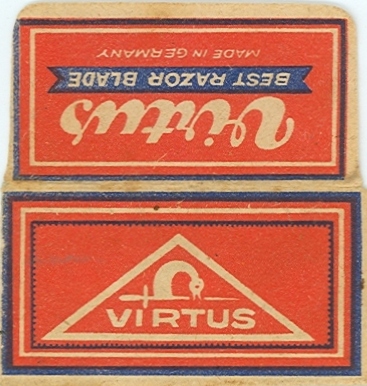 Virtus
BEST RAZOR BLADE
MADE IN GERMANY
VIRTUS